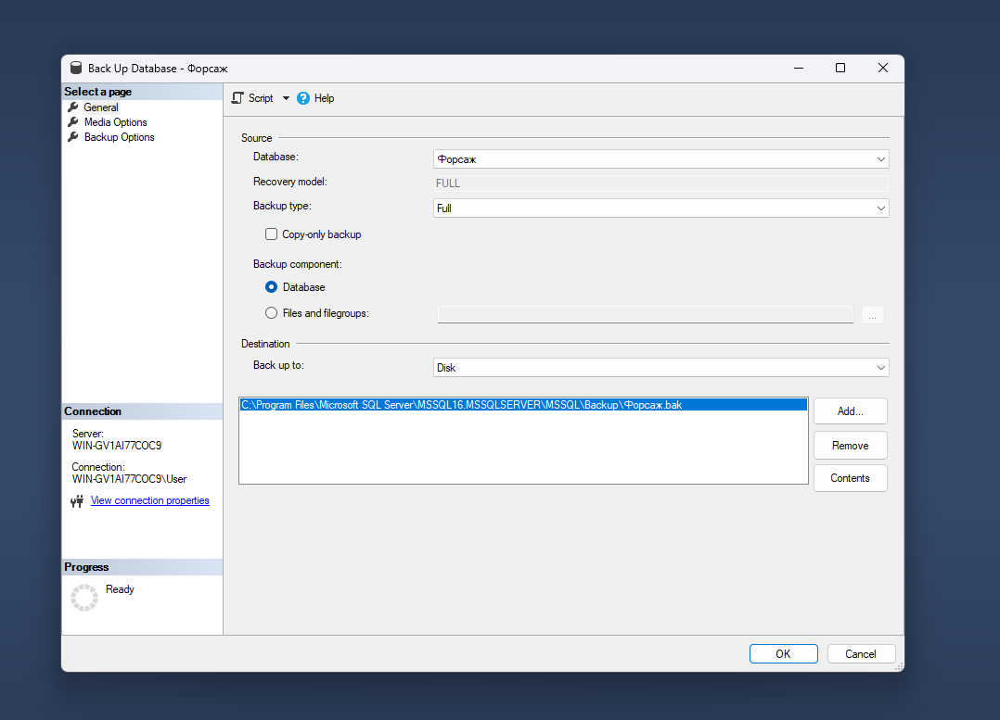 Back Up Database - Форсаж
Select a page
General
Media Options
Backup Options
Script
Help
Source
Database:
Форсаж
Recovery model:
FULL
Backup type:
Full
Copy-only backup
Backup component:
Database
Files and filegroups:
...
Destination
Back up to:
Disk
C:\Program Files\Microsoft SQL Server\MSSQL16.MSSQLSERVER\MSSQL\Backup\Форсаж.bak
Add...
Remove
Contents
Connection
Server:
WIN-GV1AI77COC9
Connection:
WIN-GV1AI77COC9\User
View connection properties
Progress
Ready
OK
Cancel